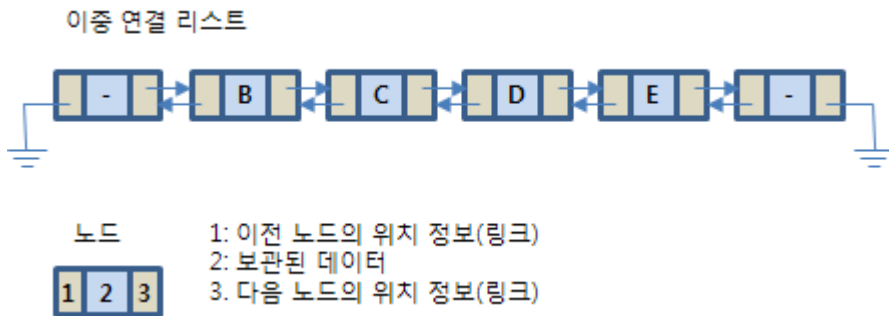 이중 연결 리스트
- B C D E -
노드
1: 이전 노드의 위치 정보(링크)
2: 보관된 데이터
3. 다음 노드의 위치 정보(링크)
1 2 3